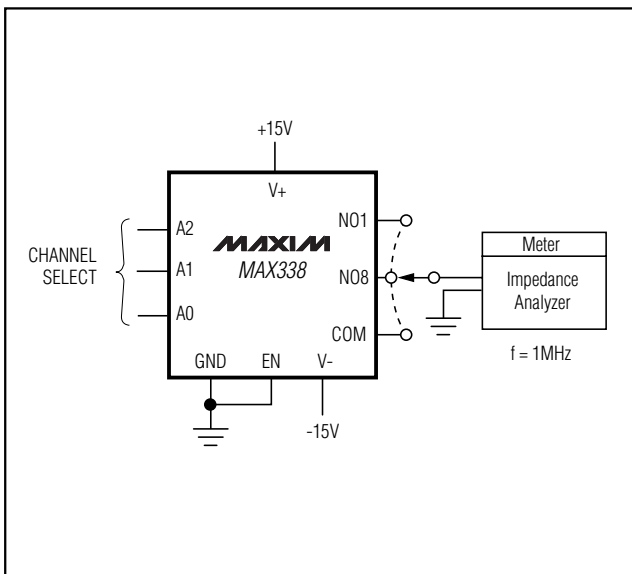 +15V
V+
CHANNEL
SELECT
A2
A1
A0
MAXIM
MAX338
NO1
NO8
COM
GND
EN
V-
-15V
Meter
Impedance
Analyzer
f = 1MHz